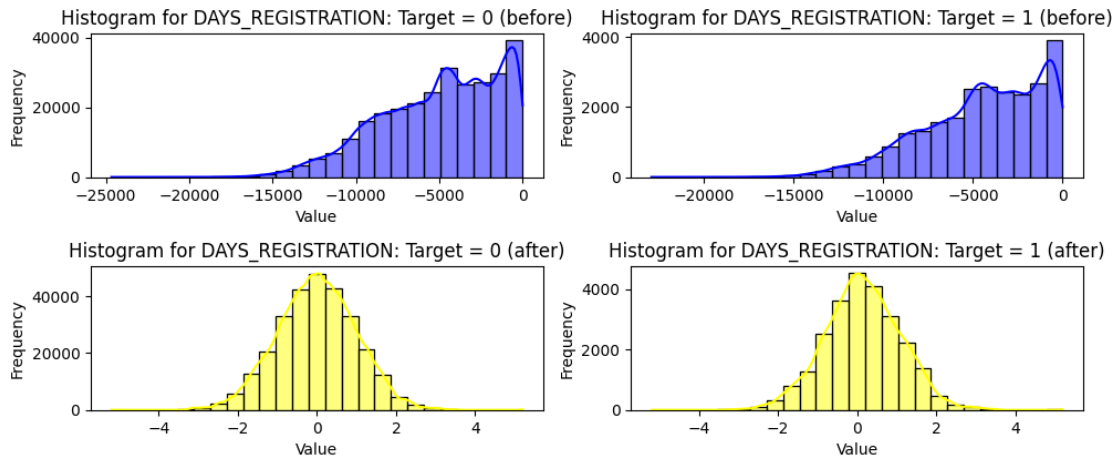 Histogram for DAYS_REGISTRATION: Target = 0 (before)
Frequency
40000
20000
0
−25000 −20000 −15000 −10000 −5000 0
Value
Histogram for DAYS_REGISTRATION: Target = 1 (before)
Frequency
4000
2000
0
−20000 −15000 −10000 −5000 0
Value
Histogram for DAYS_REGISTRATION: Target = 0 (after)
Frequency
40000
20000
0
−4 −2 0 2 4
Value
Histogram for DAYS_REGISTRATION: Target = 1 (after)
Frequency
4000
2000
0
−4 −2 0 2 4
Value